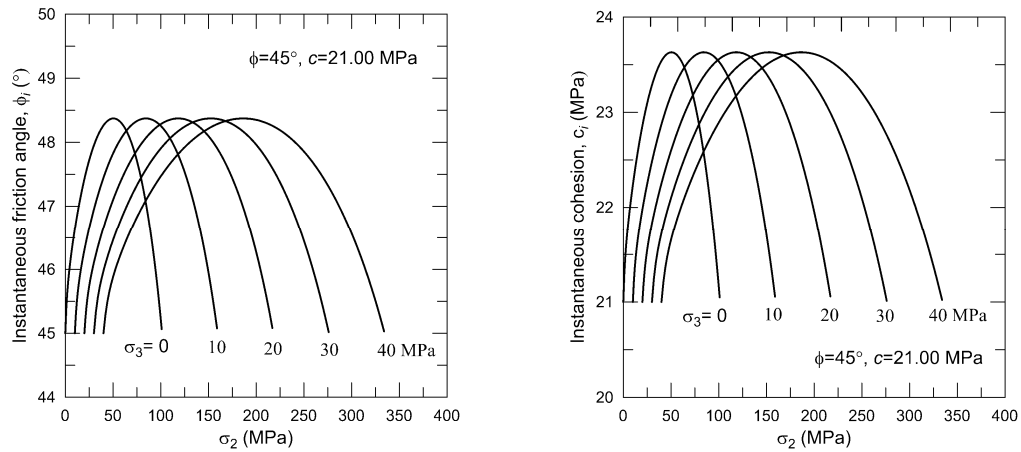 50
49
48
47
46
45
44
Instantaneous friction angle, ϕᵢ (°)
ϕ=45°, c=21.00 MPa
σ₃= 0 10 20 30 40 MPa
0 50 100 150 200 250 300 350 400
σ₂ (MPa)
24
23
22
21
20
Instantaneous cohesion, cᵢ (MPa)
σ₃= 0 10 20 30 40 MPa
ϕ=45°, c=21.00 MPa
0 50 100 150 200 250 300 350 400
σ₂ (MPa)